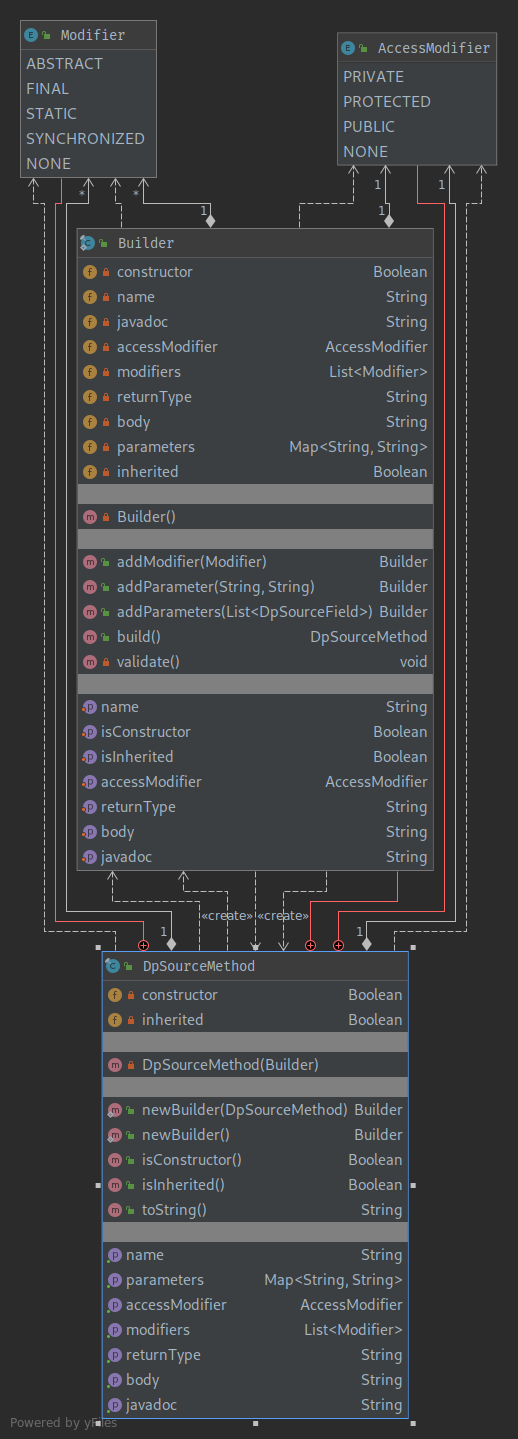 Modifier
ABSTRACT
FINAL
STATIC
SYNCHRONIZED
NONE
AccessModifier
PRIVATE
PROTECTED
PUBLIC
NONE
* * 1 1 1 1
Builder
constructor Boolean
name String
javadoc String
accessModifier AccessModifier
modifiers List<Modifier>
returnType String
body String
parameters Map<String, String>
inherited Boolean
Builder()
addModifier(Modifier) Builder
addParameter(String, String) Builder
addParameters(List<DpSourceField>) Builder
build() DpSourceMethod
validate() void
name String
isConstructor Boolean
isInherited Boolean
accessModifier AccessModifier
returnType String
body String
javadoc String
«create» «create»
1 1
DpSourceMethod
constructor Boolean
inherited Boolean
DpSourceMethod(Builder)
newBuilder(DpSourceMethod) Builder
newBuilder() Builder
isConstructor() Boolean
isInherited() Boolean
toString() String
name String
parameters Map<String, String>
accessModifier AccessModifier
modifiers List<Modifier>
returnType String
body String
javadoc String
Powered by yFiles